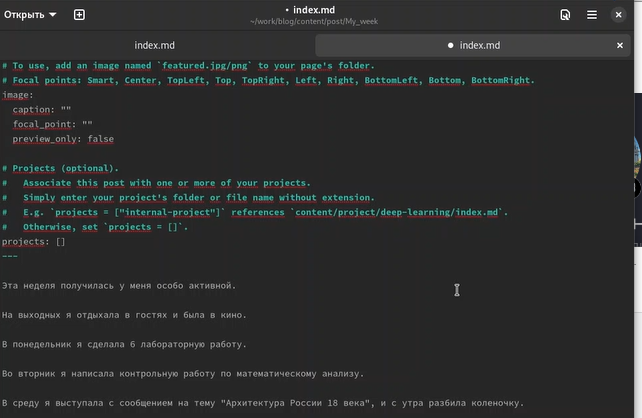 Открыть
• index.md
~/work/blog/content/post/My_week
index.md
index.md
# To use, add an image named `featured.jpg/png` to your page's folder.
# Focal points: Smart, Center, TopLeft, Top, TopRight, Left, Right, BottomLeft, Bottom, BottomRight.
image:
  caption: ""
  focal_point: ""
  preview_only: false
# Projects (optional).
#   Associate this post with one or more of your projects.
#   Simply enter your project's folder or file name without extension.
#   E.g. `projects = ["internal-project"]` references `content/project/deep-learning/index.md`.
#   Otherwise, set `projects = []`.
projects: []
---
Эта неделя получилась у меня особо активной.
На выходных я отдыхала в гостях и была в кино.
В понедельник я сделала 6 лабораторную работу.
Во вторник я написала контрольную работу по математическому анализу.
В среду я выступала с сообщением на тему "Архитектура России 18 века", и с утра разбила коленочку.